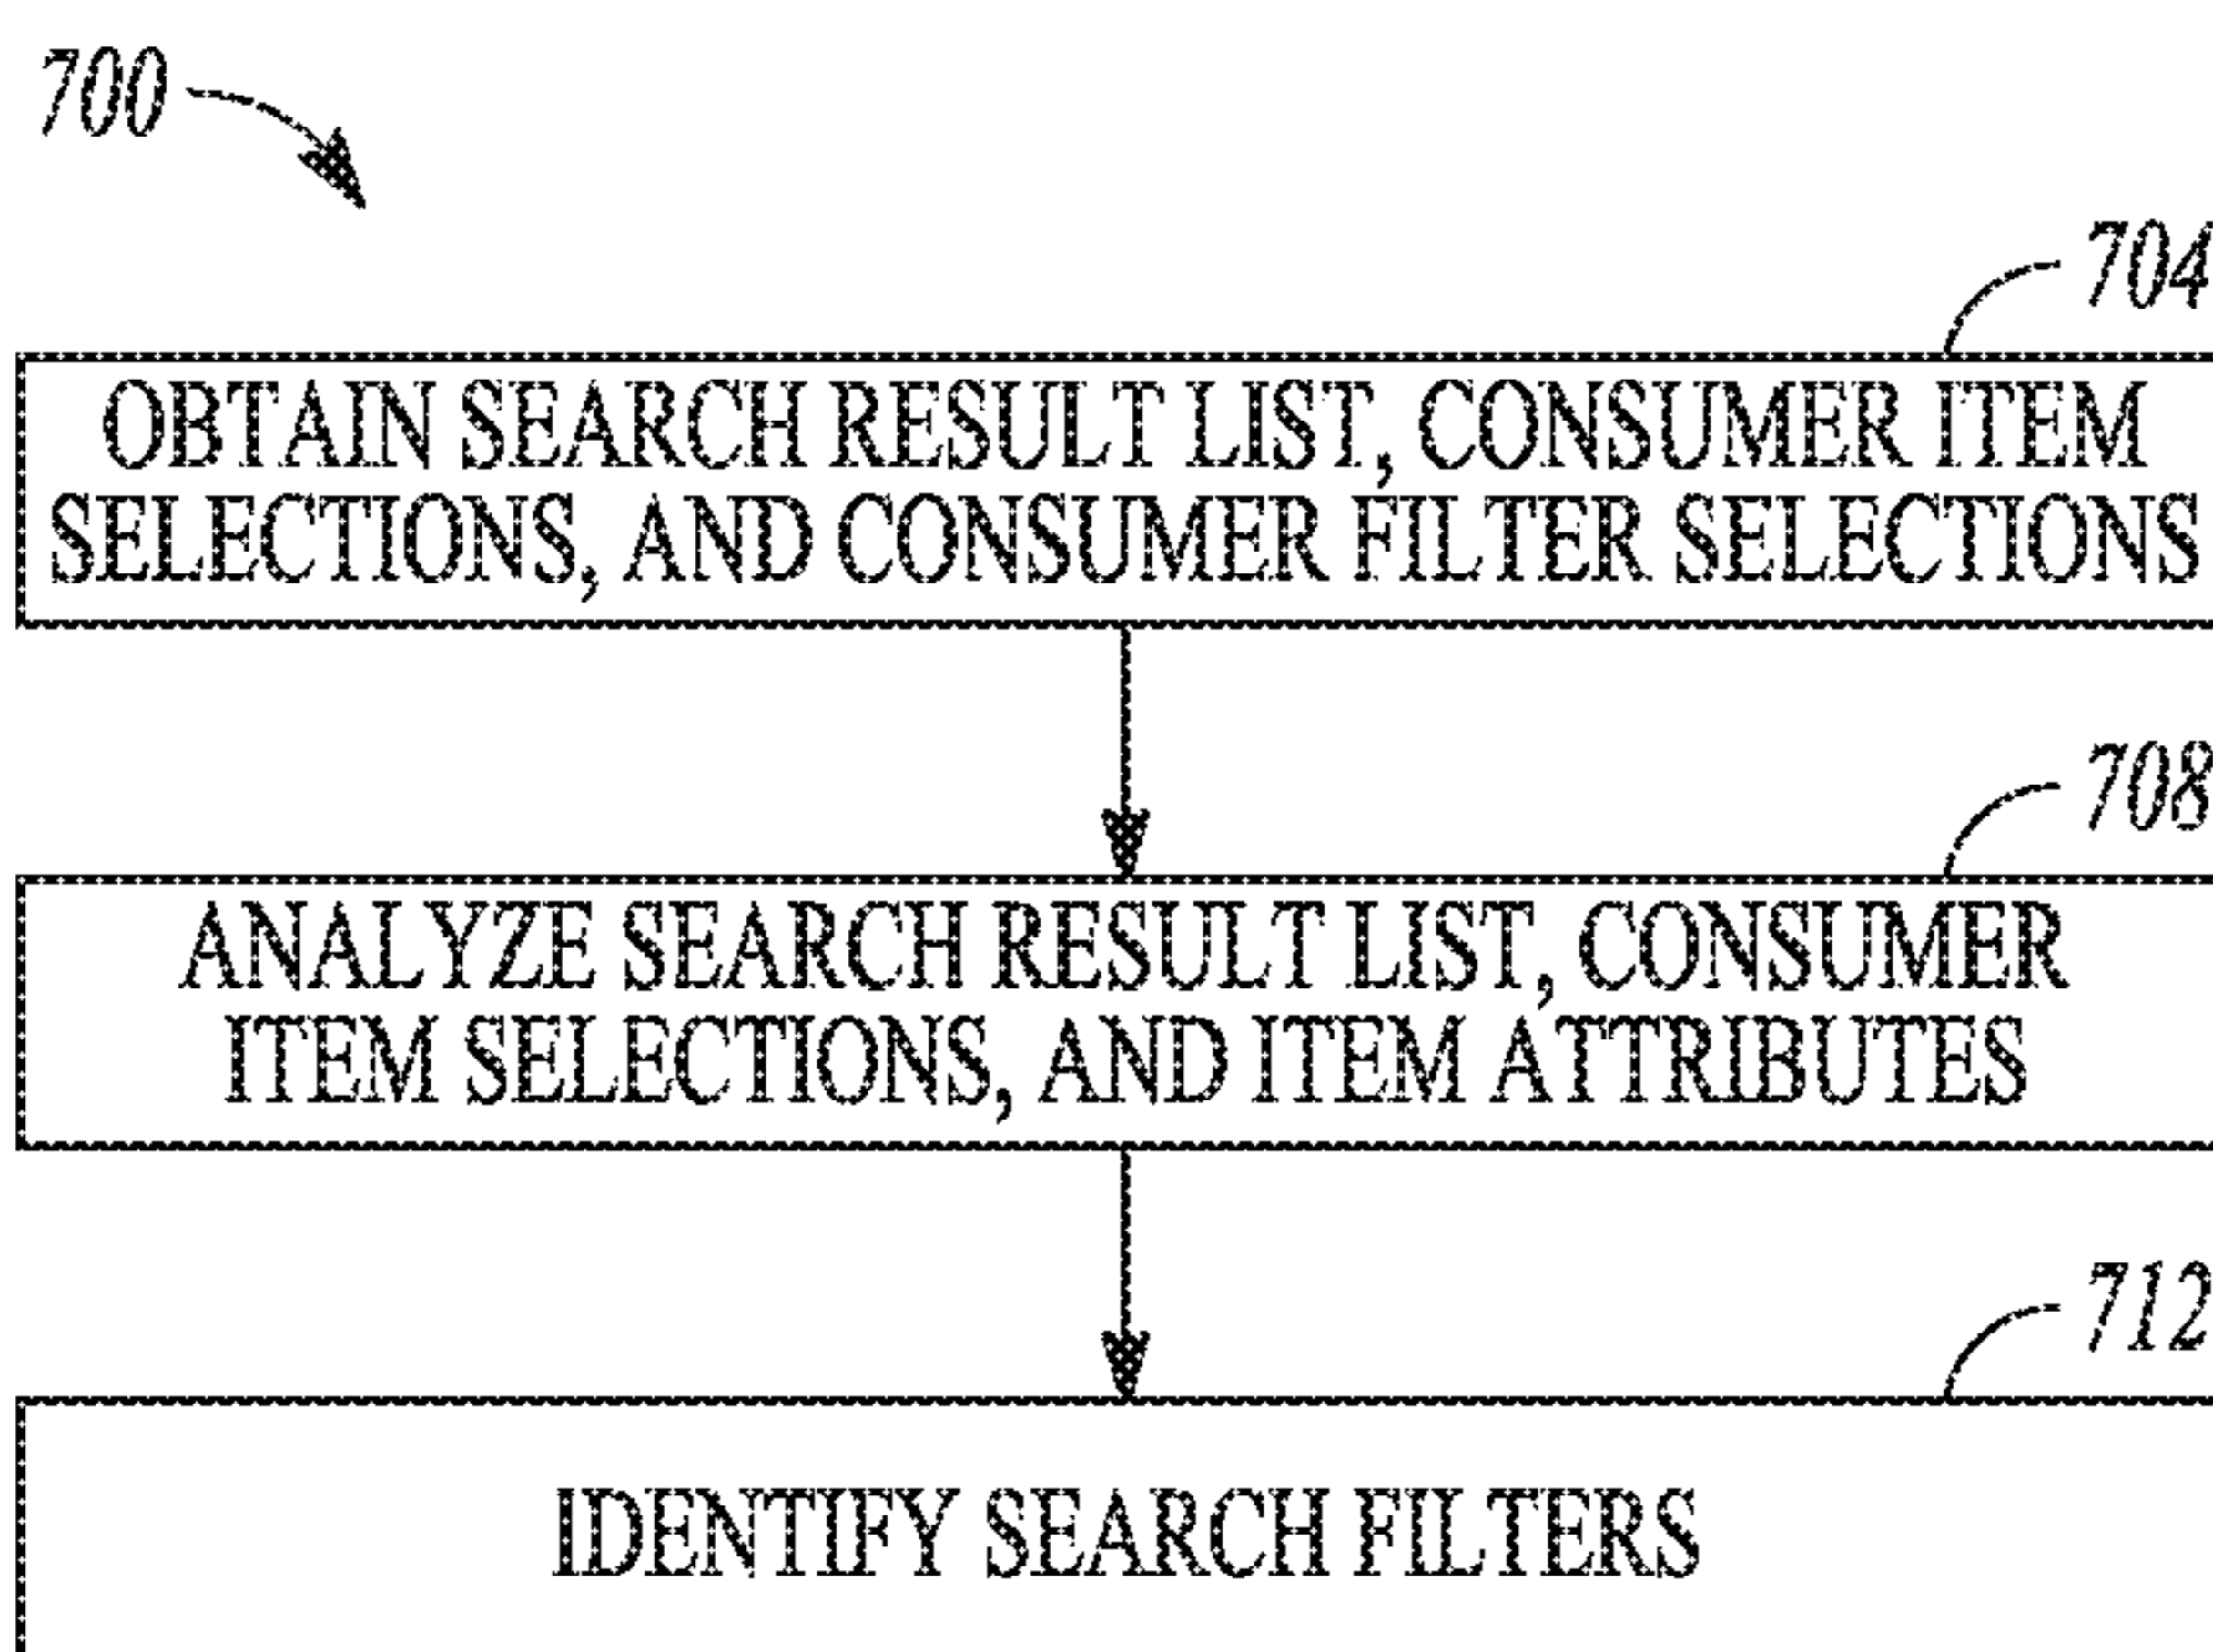 700
704
OBTAIN SEARCH RESULT LIST, CONSUMER ITEM
SELECTIONS, AND CONSUMER FILTER SELECTIONS
708
ANALYZE SEARCH RESULT LIST, CONSUMER
ITEM SELECTIONS, AND ITEM ATTRIBUTES
712
IDENTIFY SEARCH FILTERS